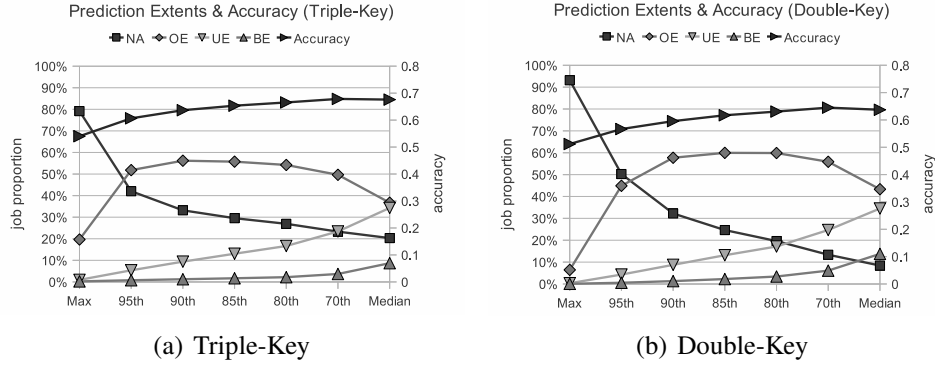 Prediction Extents & Accuracy (Triple-Key)
NA OE UE BE Accuracy
100% 0.8
90% 0.7
80% 0.6
70%
60% 0.5
50% 0.4
40% 0.3
30% 0.2
20%
10% 0.1
0% 0
job proportion
accuracy
Max 95th 90th 85th 80th 70th Median
(a) Triple-Key
Prediction Extents & Accuracy (Double-Key)
NA OE UE BE Accuracy
100% 0.8
90% 0.7
80% 0.6
70%
60% 0.5
50% 0.4
40% 0.3
30% 0.2
20%
10% 0.1
0% 0
job proportion
accuracy
Max 95th 90th 85th 80th 70th Median
(b) Double-Key